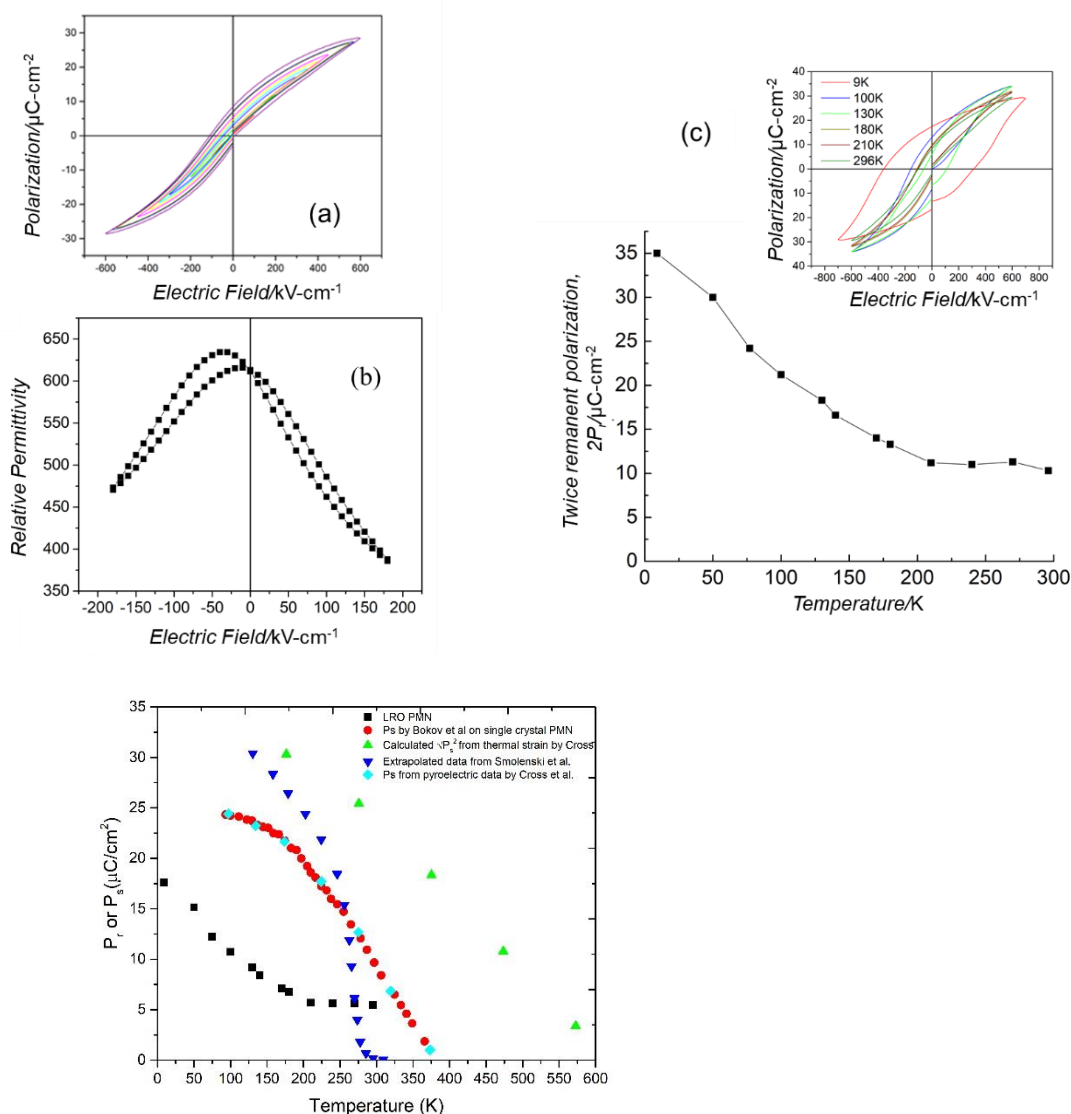 Polarization/µC-cm-2
30
20
10
0
-10
-20
-30
-600 -400 -200 0 200 400 600
Electric Field/kV-cm-1
(a)
Relative Permittivity
650
625
600
575
550
525
500
475
450
425
400
375
350
-200 -150 -100 -50 0 50 100 150 200
Electric Field/kV-cm-1
(b)
(c)
Polarization/µC-cm-2
40
30
20
10
0
10
20
30
40
9K
100K
130K
180K
210K
296K
-800 -600 -400 -200 0 200 400 600 800
Electric Field/kV-cm-1
Twice remanent polarization,
2Pr/µC-cm-2
35
30
25
20
15
10
5
0
0 50 100 150 200 250 300
Temperature/K
Pr or Ps (µC/cm2)
35
30
25
20
15
10
5
0
LRO PMN
Ps by Bokov et al on single crystal PMN
Calculated √Ps2 from thermal strain by Cross
Extrapolated data from Smolenski et al.
Ps from pyroelectric data by Cross et al.
0 50 100 150 200 250 300 350 400 450 500 550 600
Temperature (K)